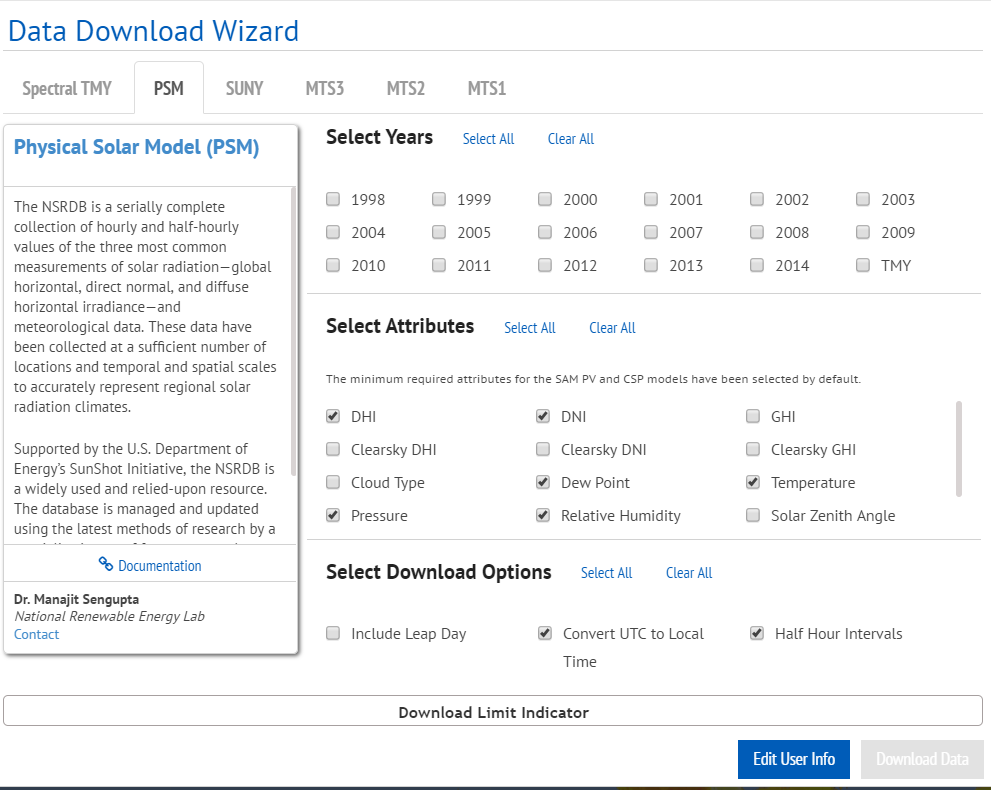 Data Download Wizard
Spectral TMY PSM SUNY MTS3 MTS2 MTS1
Physical Solar Model (PSM)
The NSRDB is a serially complete
collection of hourly and half-hourly
values of the three most common
measurements of solar radiation—global
horizontal, direct normal, and diffuse
horizontal irradiance—and
meteorological data. These data have
been collected at a sufficient number of
locations and temporal and spatial scales
to accurately represent regional solar
radiation climates.
Supported by the U.S. Department of
Energy's SunShot Initiative, the NSRDB is
a widely used and relied-upon resource.
The database is managed and updated
using the latest methods of research by a
Documentation
Dr. Manajit Sengupta
National Renewable Energy Lab
Contact
Select Years Select All Clear All
1998 1999 2000 2001 2002 2003
2004 2005 2006 2007 2008 2009
2010 2011 2012 2013 2014 TMY
Select Attributes Select All Clear All
The minimum required attributes for the SAM PV and CSP models have been selected by default.
DHI DNI GHI
Clearsky DHI Clearsky DNI Clearsky GHI
Cloud Type Dew Point Temperature
Pressure Relative Humidity Solar Zenith Angle
Select Download Options Select All Clear All
Include Leap Day Convert UTC to Local Half Hour Intervals
Time
Download Limit Indicator
Edit User Info Download Data